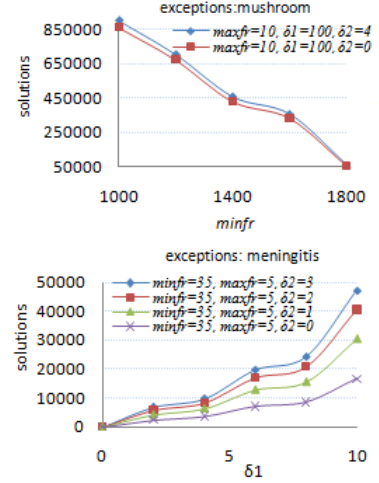 exceptions:mushroom
maxfr=10, δ1=100, δ2=4
maxfr=10, δ1=100, δ2=0
850000
650000
450000
250000
50000
solutions
1000 1400 1800
minfr
exceptions: meningitis
minfr=35, maxfr=5, δ2=3
minfr=35, maxfr=5, δ2=2
minfr=35, maxfr=5, δ2=1
minfr=35, maxfr=5, δ2=0
50000
40000
30000
20000
10000
0
solutions
0 5 10
δ1